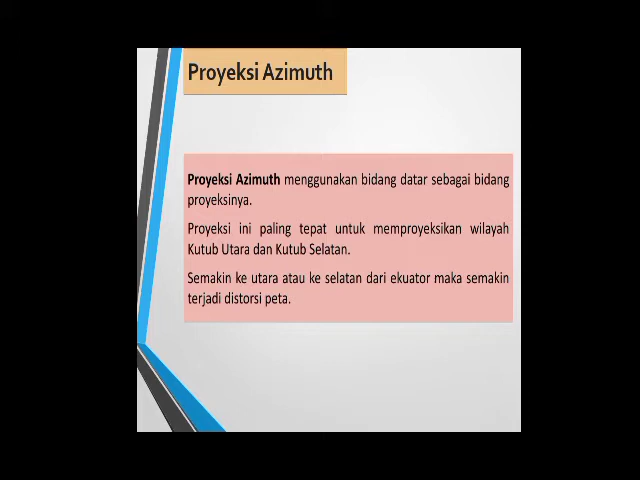 Proyeksi Azimuth
Proyeksi Azimuth menggunakan bidang datar sebagai bidang
proyeksinya.
Proyeksi ini paling tepat untuk memproyeksikan wilayah
Kutub Utara dan Kutub Selatan.
Semakin ke utara atau ke selatan dari ekuator maka semakin
terjadi distorsi peta.